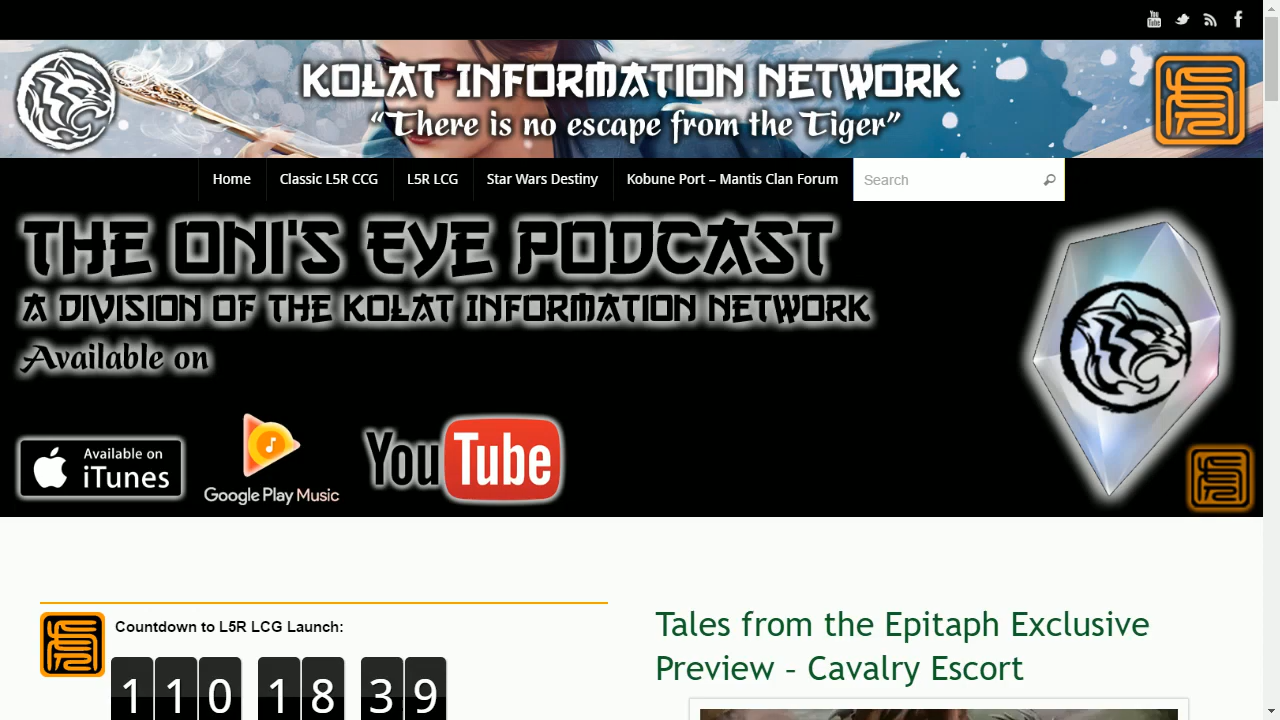 You Tube
KOLAT INFORMATION NETWORK
“There is no escape from the Tiger”
Home
Classic L5R CCG
L5R LCG
Star Wars Destiny
Kobune Port – Mantis Clan Forum
Search
THE ONI'S EYE PODCAST
A DIVISION OF THE KOLAT INFORMATION NETWORK
Available on
Available on
iTunes
Google Play Music
YouTube
Countdown to L5R LCG Launch:
110 18 39
Tales from the Epitaph Exclusive
Preview – Cavalry Escort